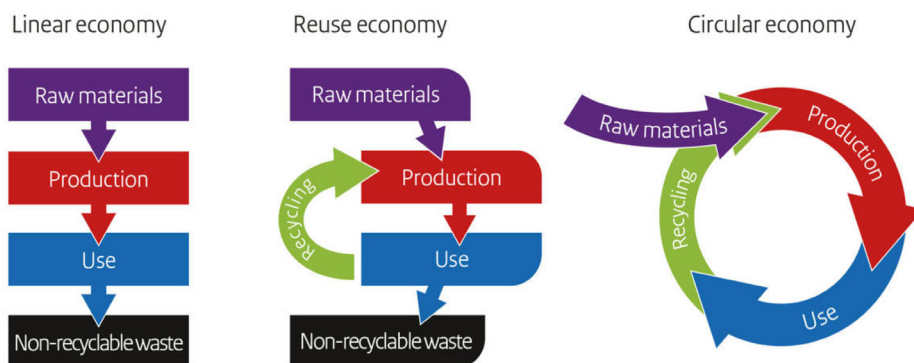 Linear economy
Raw materials
Production
Use
Non-recyclable waste
Reuse economy
Raw materials
Production
Recycling
Use
Non-recyclable waste
Circular economy
Raw materials
Production
Recycling
Use